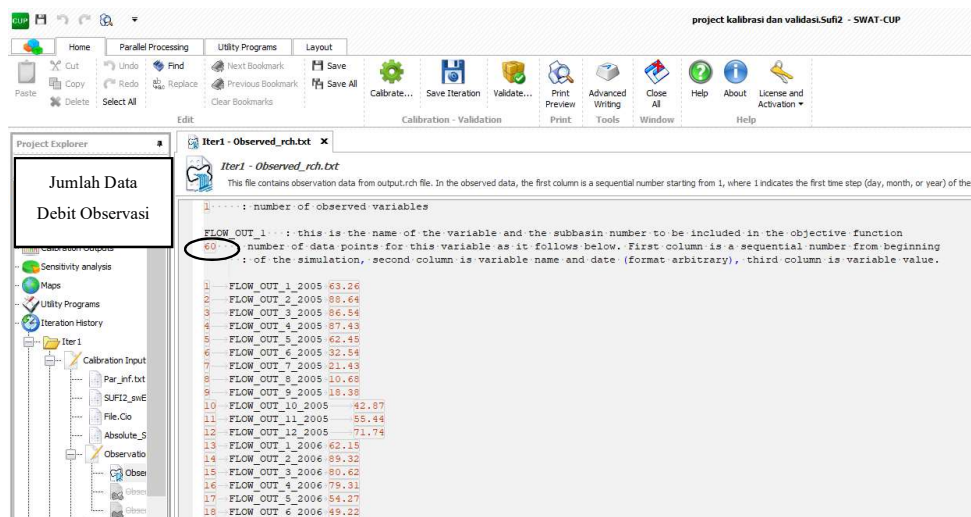 CUP
project kalibrasi dan validasi.Sufi2 - SWAT-CUP
Home Parallel Processing Utility Programs Layout
Paste
Cut
Copy
Delete
Undo
Redo
Select All
Find
Replace
Edit
Next Bookmark
Previous Bookmark
Clear Bookmarks
Save
Save All
Calibrate...
Save Iteration
Validate...
Calibration - Validation
Print Preview
Print
Advanced Writing
Tools
Close All
Window
Help
About
License and Activation
Help
Project Explorer
Jumlah Data
Debit Observasi
Calibration Outputs
Sensitivity analysis
Maps
Utility Programs
Iteration History
Iter1
Calibration Input
Par_inf.txt
SUFI2_swE
File.Cio
Absolute_S
Observatio
Obser
Obser
Obser
Iter1 - Observed_rch.txt
Iter1 - Observed_rch.txt
This file contains observation data from output.rch file. In the observed data, the first column is a sequential number starting from 1, where 1 indicates the first time step (day, month, or year) of the
1 : number of observed variables
FLOW_OUT_1 : this is the name of the variable and the subbasin number to be included in the objective function
60 number of data points for this variable as it follows below. First column is a sequential number from beginning
: of the simulation, second column is variable name and date (format arbitrary), third column is variable value.
1 FLOW_OUT_1_2005 63.26
2 FLOW_OUT_2_2005 88.64
3 FLOW_OUT_3_2005 86.54
4 FLOW_OUT_4_2005 87.43
5 FLOW_OUT_5_2005 62.45
6 FLOW_OUT_6_2005 32.54
7 FLOW_OUT_7_2005 21.43
8 FLOW_OUT_8_2005 10.68
9 FLOW_OUT_9_2005 18.38
10 FLOW_OUT_10_2005 42.87
11 FLOW_OUT_11_2005 55.44
12 FLOW_OUT_12_2005 71.74
13 FLOW_OUT_1_2006 62.15
14 FLOW_OUT_2_2006 89.32
15 FLOW_OUT_3_2006 80.62
16 FLOW_OUT_4_2006 79.31
17 FLOW_OUT_5_2006 54.27
18 FLOW_OUT_6_2006 49.22